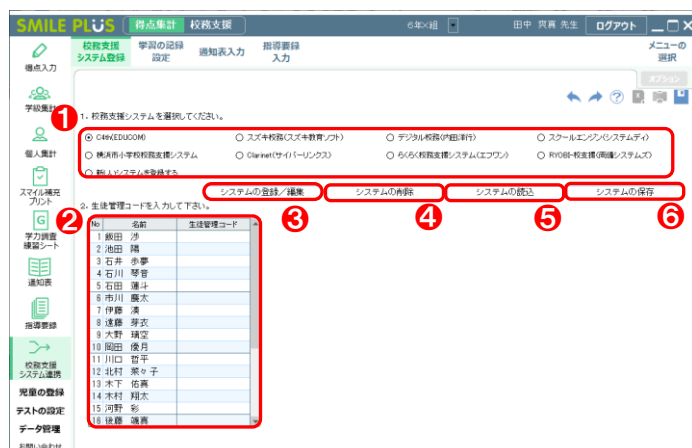 SMILE PLUS 得点集計 校務支援 6年×組 田中 眞真 先生 ログアウト
校務支援システム登録 学習の記録設定 通知表入力 指導要録入力 メニューの選択
オプション
得点入力
学級集計
個人集計
スマイル補充プリント
学力調査練習シート
通知表
指導要録
校務支援システム連携
児童の登録
テストの設定
データ管理
お問い合わせ
1
1. 校務支援システムを選択してください。
C4th(EDUCOM) スズキ校務(スズキ教育ソフト) デジタル校務(内田洋行) スクールエンジン(システムディ)
横浜市小学校校務支援システム Clarinet(サイバーリンクス) らくらく校務支援システム(エフワン) RYOBI-校支援(両備システムズ)
新しいシステムを登録する
システムの登録/編集 システムの削除 システムの読込 システムの保存
3 4 5 6
2
2. 生徒管理コードを入力して下さい。
No 名前 生徒管理コード
1 飯田 渉
2 池田 陽
3 石井 歩夢
4 石川 琴音
5 石田 蓮斗
6 市川 慶太
7 伊藤 湊
8 遠藤 芽衣
9 大野 晴空
10 岡田 優月
11 川口 哲平
12 北村 菜々子
13 木下 佑真
14 木村 翔太
15 河野 彩
16 後藤 颯真